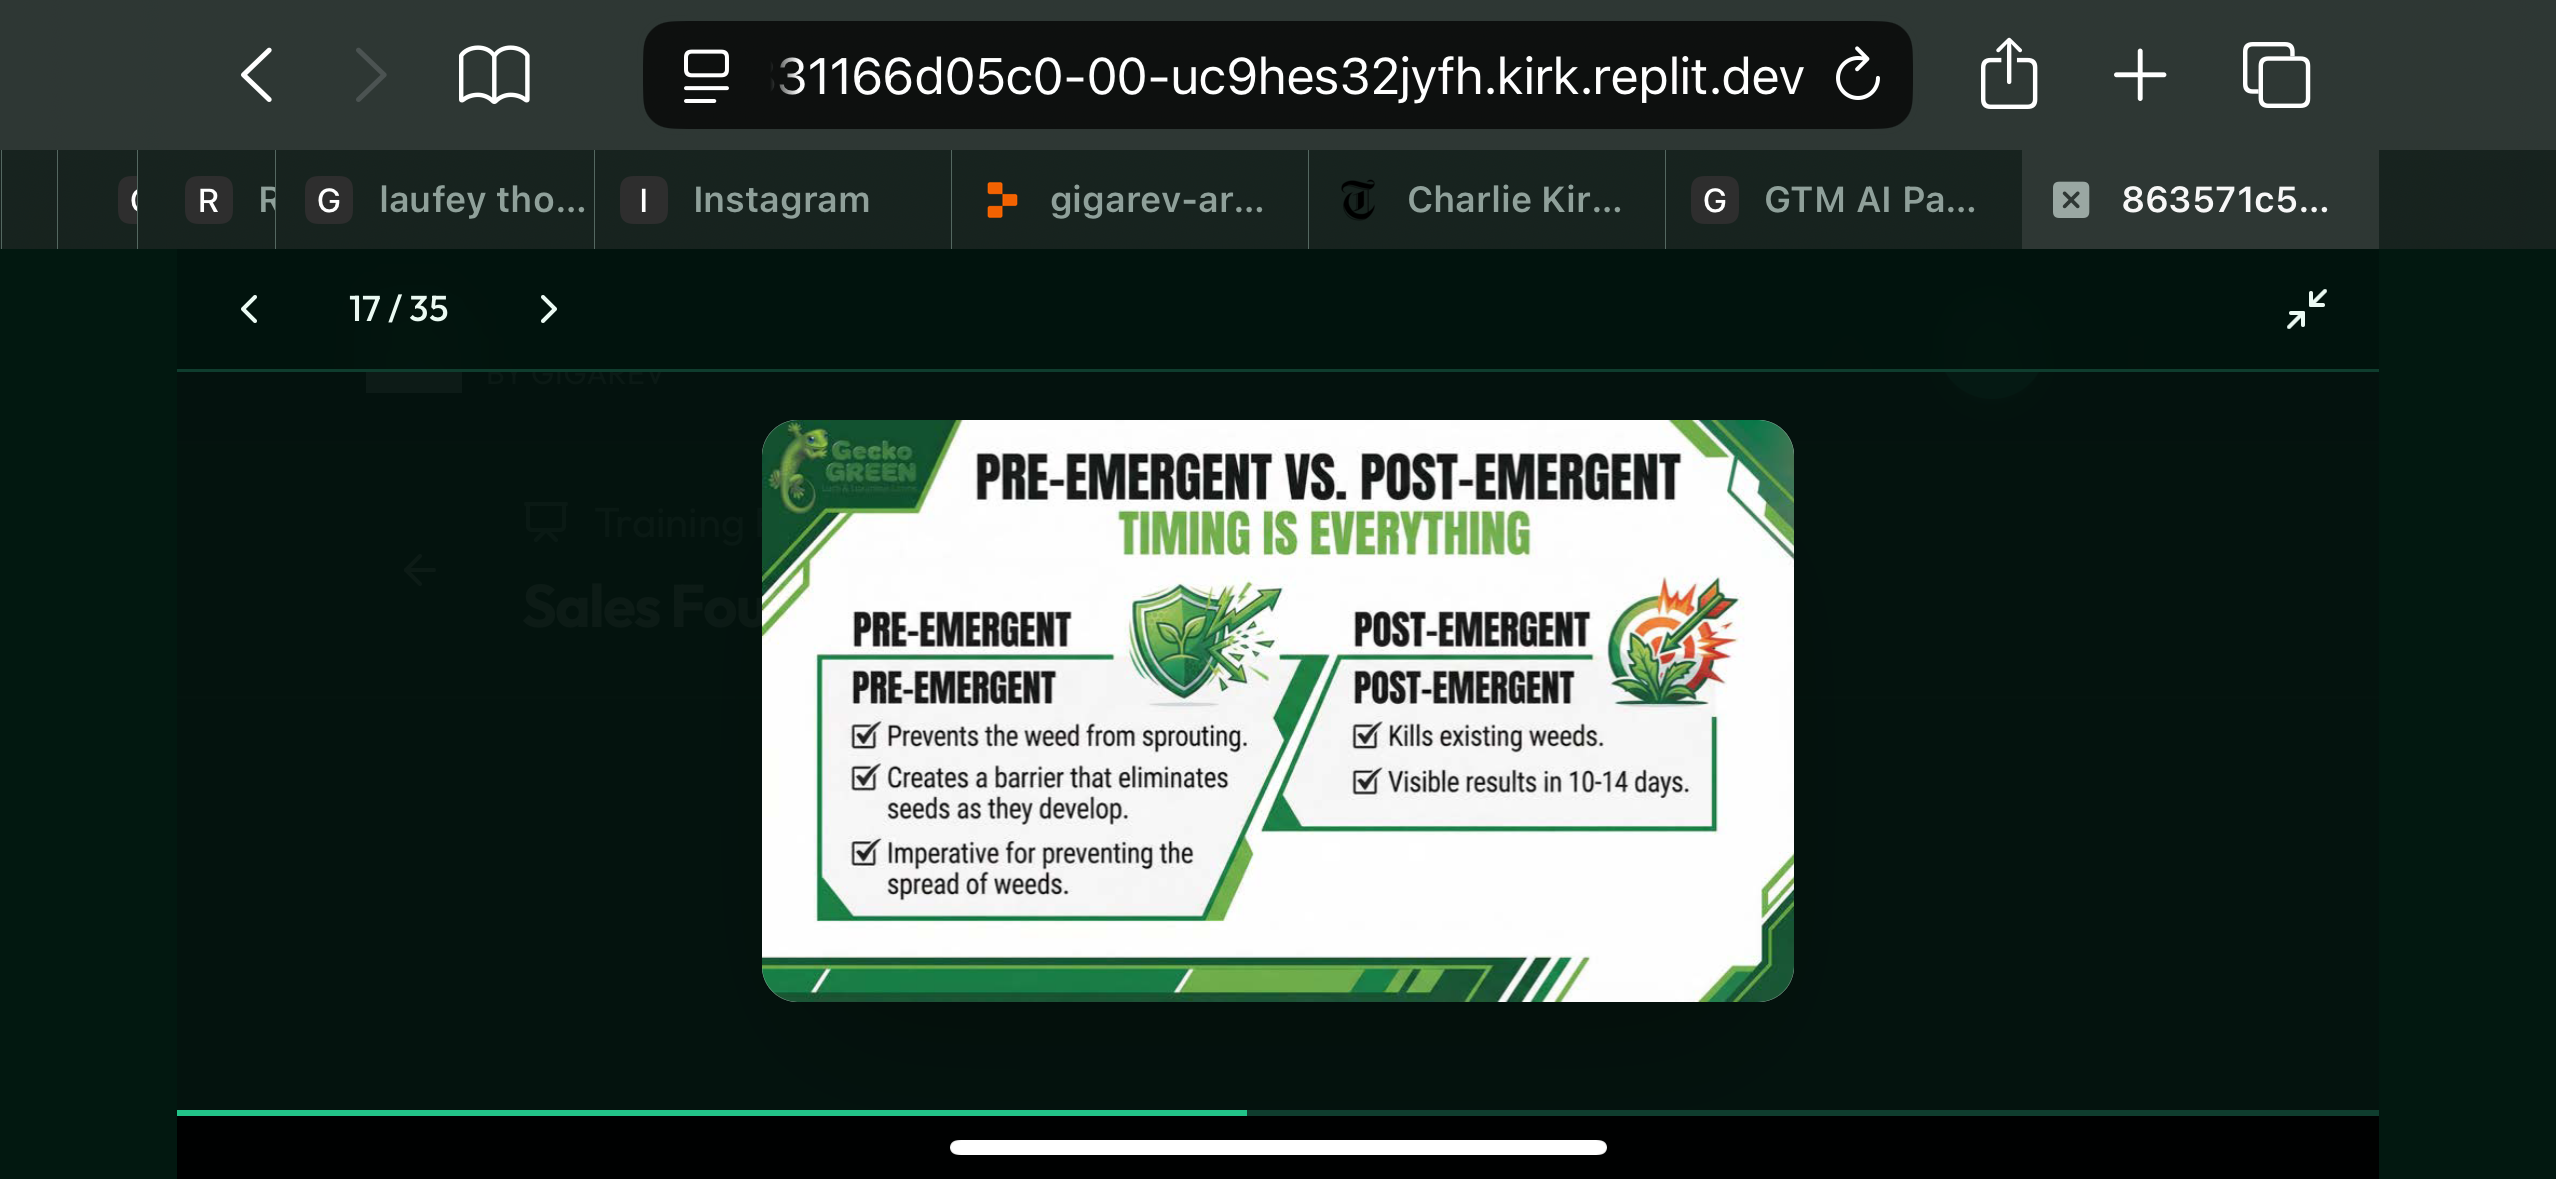 31166d05c0-00-uc9hes32jyfh.kirk.replit.dev
R
G laufey tho...
I Instagram
gigarev-ar...
Charlie Kir...
G GTM AI Pa...
863571c5...
17 / 35
BY GIGAREV
Training
Sales Fou
Gecko
GREEN
PRE-EMERGENT VS. POST-EMERGENT
TIMING IS EVERYTHING
PRE-EMERGENT
PRE-EMERGENT
Prevents the weed from sprouting.
Creates a barrier that eliminates
seeds as they develop.
Imperative for preventing the
spread of weeds.
POST-EMERGENT
POST-EMERGENT
Kills existing weeds.
Visible results in 10-14 days.